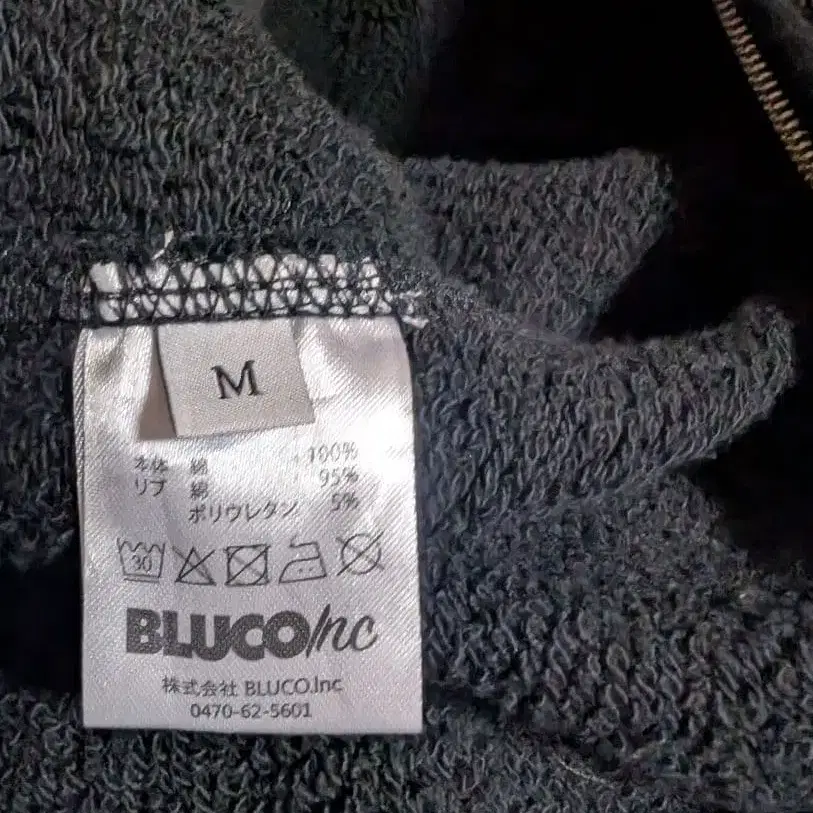 M
本体 綿 100%
リブ 綿 95%
ポリウレタン 5%
30
BLUCO Inc
株式会社 BLUCO.Inc
0470-62-5601